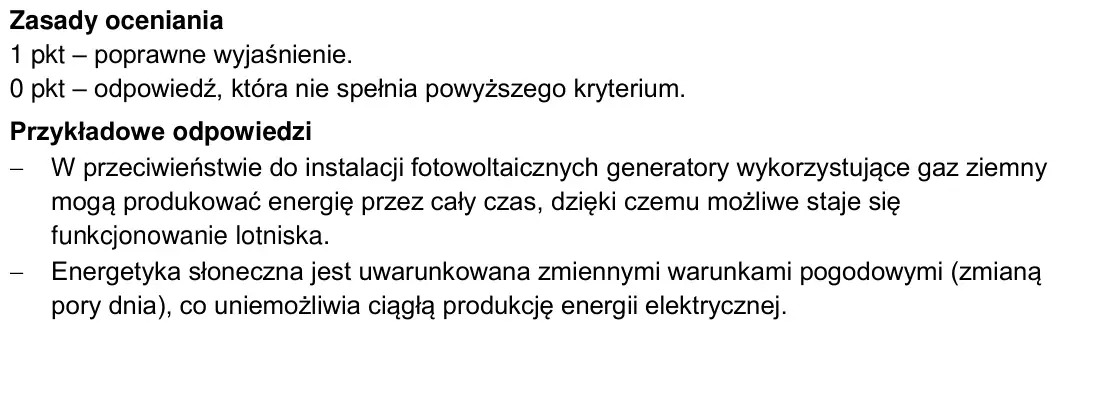 Zasady oceniania
1 pkt – poprawne wyjaśnienie.
0 pkt – odpowiedź, która nie spełnia powyższego kryterium.
Przykładowe odpowiedzi
– W przeciwieństwie do instalacji fotowoltaicznych generatory wykorzystujące gaz ziemny
mogą produkować energię przez cały czas, dzięki czemu możliwe staje się
funkcjonowanie lotniska.
– Energetyka słoneczna jest uwarunkowana zmiennymi warunkami pogodowymi (zmianą
pory dnia), co uniemożliwia ciągłą produkcję energii elektrycznej.